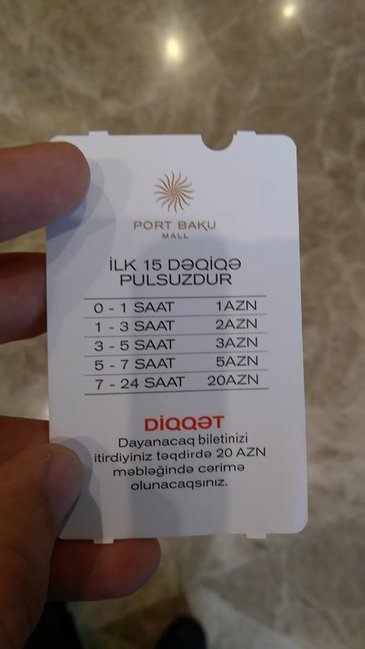 PORT BAKU
MALL
İLK 15 DƏQİQƏ
PULSUZDUR
0 - 1 SAAT 1AZN
1 - 3 SAAT 2AZN
3 - 5 SAAT 3AZN
5 - 7 SAAT 5AZN
7 - 24 SAAT 20AZN
DİQQƏT
Dayanacaq biletinizi
itirdiyiniz təqdirdə 20 AZN
məbləğində cərimə
olunacaqsınız.